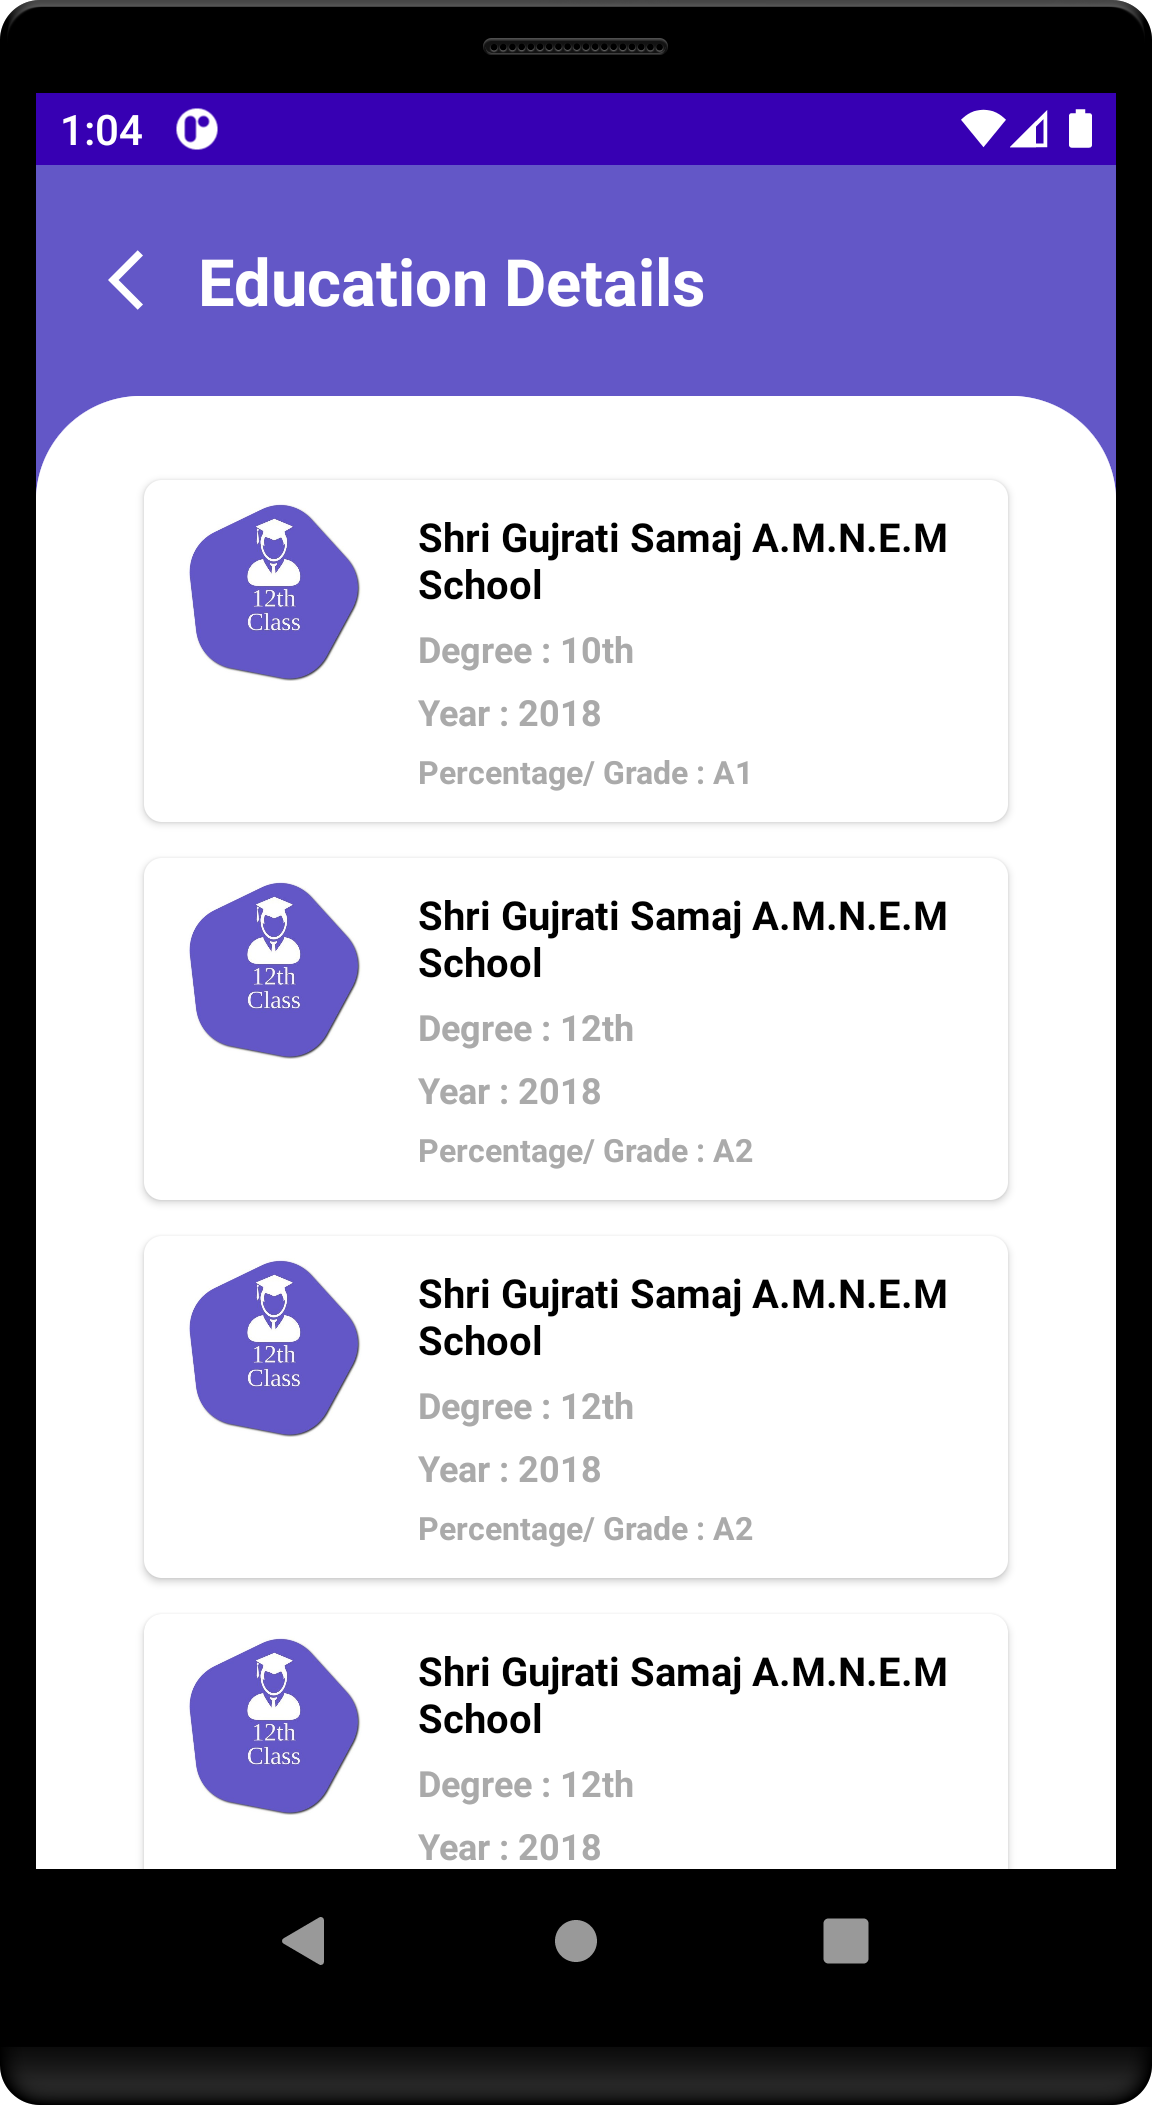 1:04
Education Details
Shri Gujrati Samaj A.M.N.E.M
School
12th
Class
Degree : 10th
Year : 2018
Percentage/ Grade : A1
Shri Gujrati Samaj A.M.N.E.M
School
12th
Class
Degree : 12th
Year : 2018
Percentage/ Grade : A2
Shri Gujrati Samaj A.M.N.E.M
School
12th
Class
Degree : 12th
Year : 2018
Percentage/ Grade : A2
Shri Gujrati Samaj A.M.N.E.M
School
12th
Class
Degree : 12th
Year : 2018